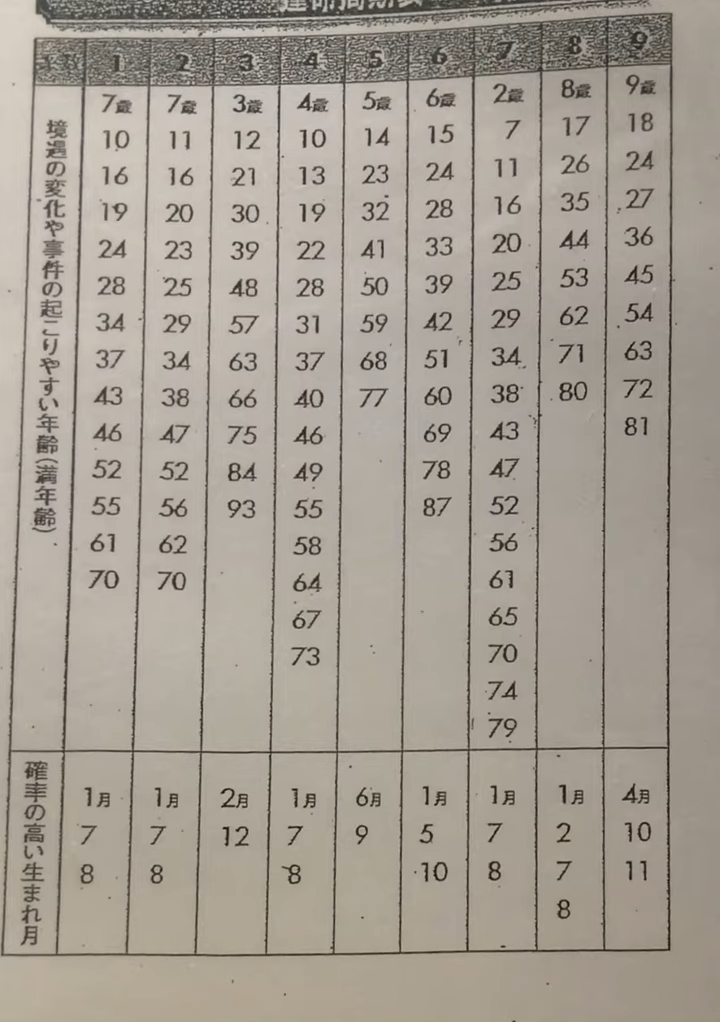 1 2 3 4 5 6 7 8 9
境遇の変化や事件の起こりやすい年齢(満年齢)
7歳 7歳 3歳 4歳 5歳 6歳 2歳 8歳 9歳
10 11 12 10 14 15 7 17 18
16 16 21 13 23 24 11 26 24
19 20 30 19 32 28 16 35 27
24 23 39 22 41 33 20 44 36
28 25 48 28 50 39 25 53 45
34 29 57 31 59 42 29 62 54
37 34 63 37 68 51 34 71 63
43 38 66 40 77 60 38 80 72
46 47 75 46 69 43 81
52 52 84 49 78 47
55 56 93 55 87 52
61 62 58 56
70 70 64 61
67 65
73 70
74
79
確率の高い生まれ月
1月 1月 2月 1月 6月 1月 1月 1月 4月
7 7 12 7 9 5 7 2 10
8 8 8 10 8 7 11
8